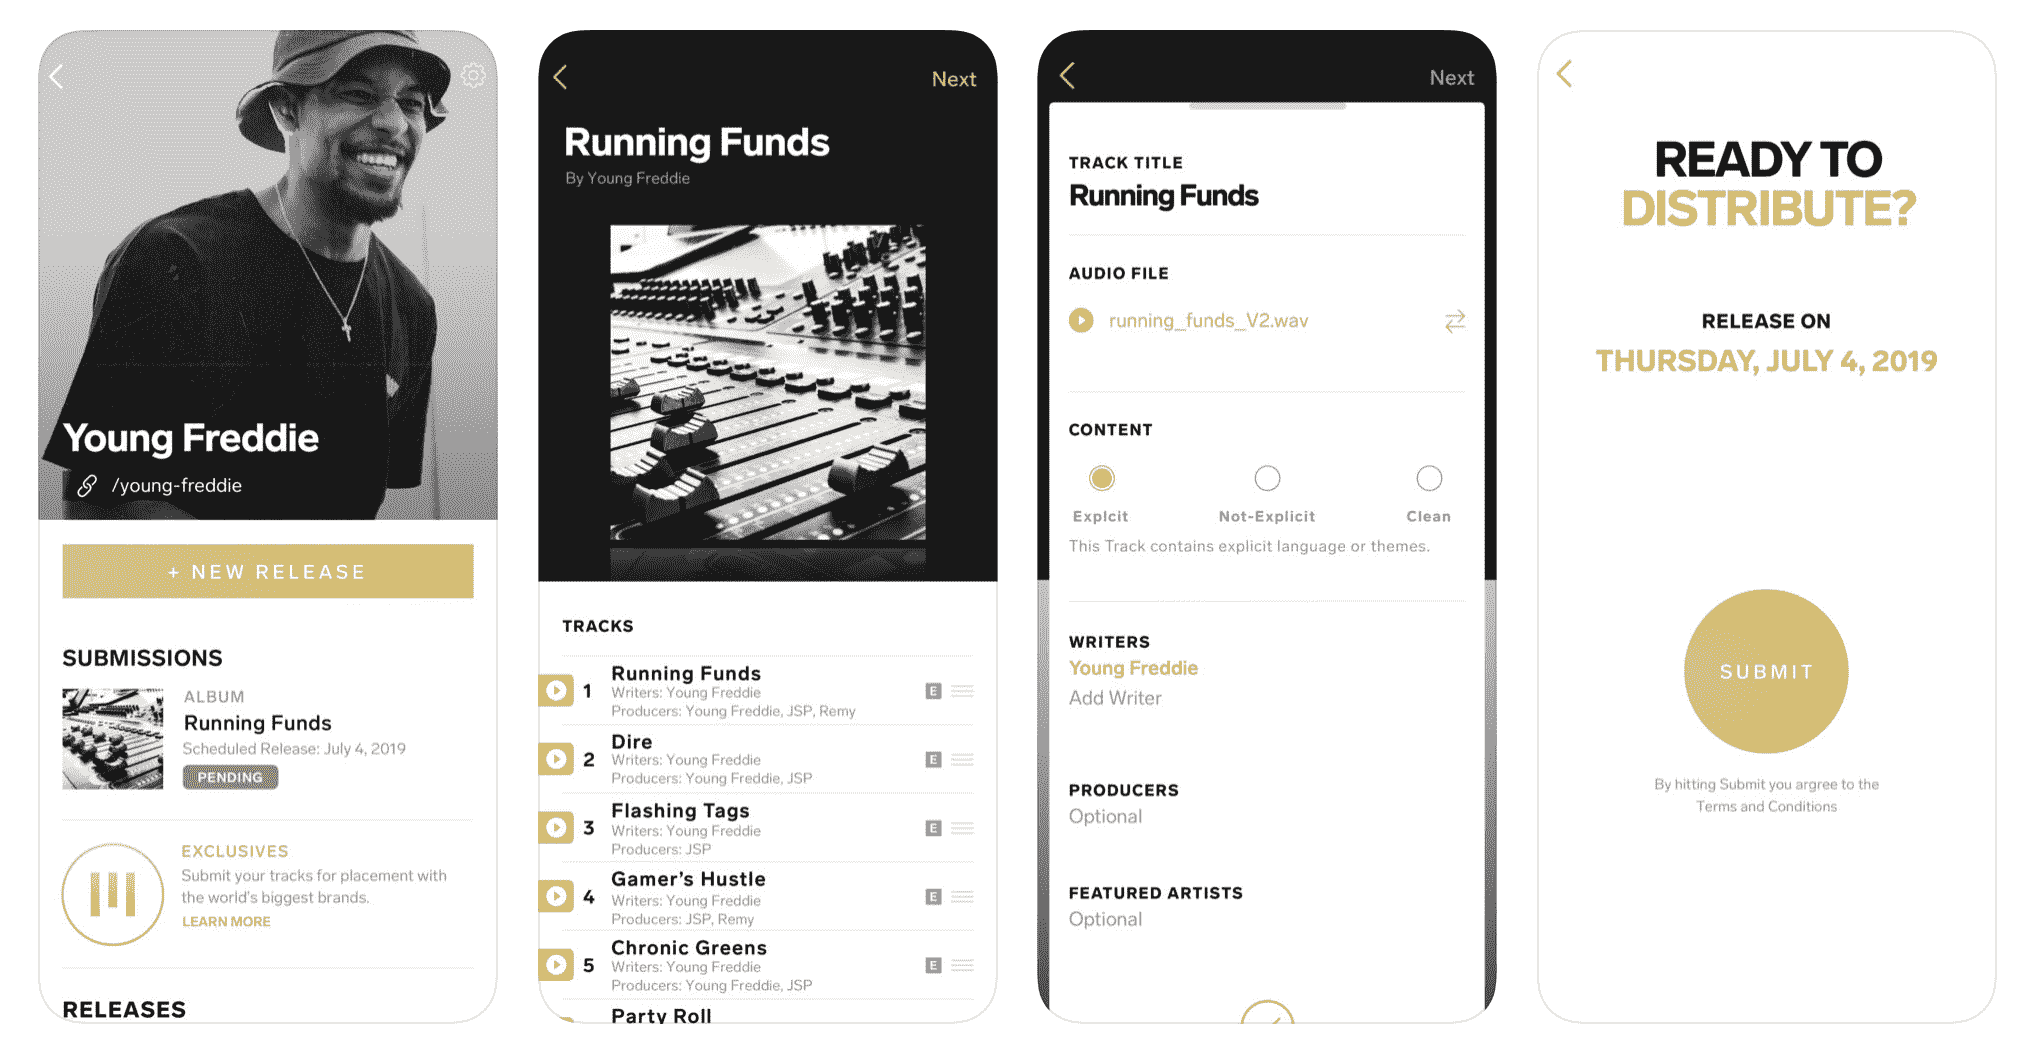 Young Freddie
/young-freddie
+ NEW RELEASE
SUBMISSIONS
ALBUM
Running Funds
Scheduled Release: July 4, 2019
PENDING
EXCLUSIVES
Submit your tracks for placement with
the world's biggest brands.
LEARN MORE
RELEASES
Next
Running Funds
By Young Freddie
TRACKS
1 Running Funds E
Writers: Young Freddie
Producers: Young Freddie, JSP, Remy
2 Dire E
Writers: Young Freddie
Producers: Young Freddie, JSP
3 Flashing Tags E
Writers: Young Freddie
Producers: JSP
4 Gamer's Hustle E
Writers: Young Freddie
Producers: JSP, Remy
5 Chronic Greens E
Writers: Young Freddie
Producers: Young Freddie, JSP
Party Roll
Next
TRACK TITLE
Running Funds
AUDIO FILE
running_funds_V2.wav
CONTENT
Explcit Not-Explicit Clean
This Track contains explicit language or themes.
WRITERS
Young Freddie
Add Writer
PRODUCERS
Optional
FEATURED ARTISTS
Optional
READY TO
DISTRIBUTE?
RELEASE ON
THURSDAY, JULY 4, 2019
SUBMIT
By hitting Submit you argree to the
Terms and Conditions